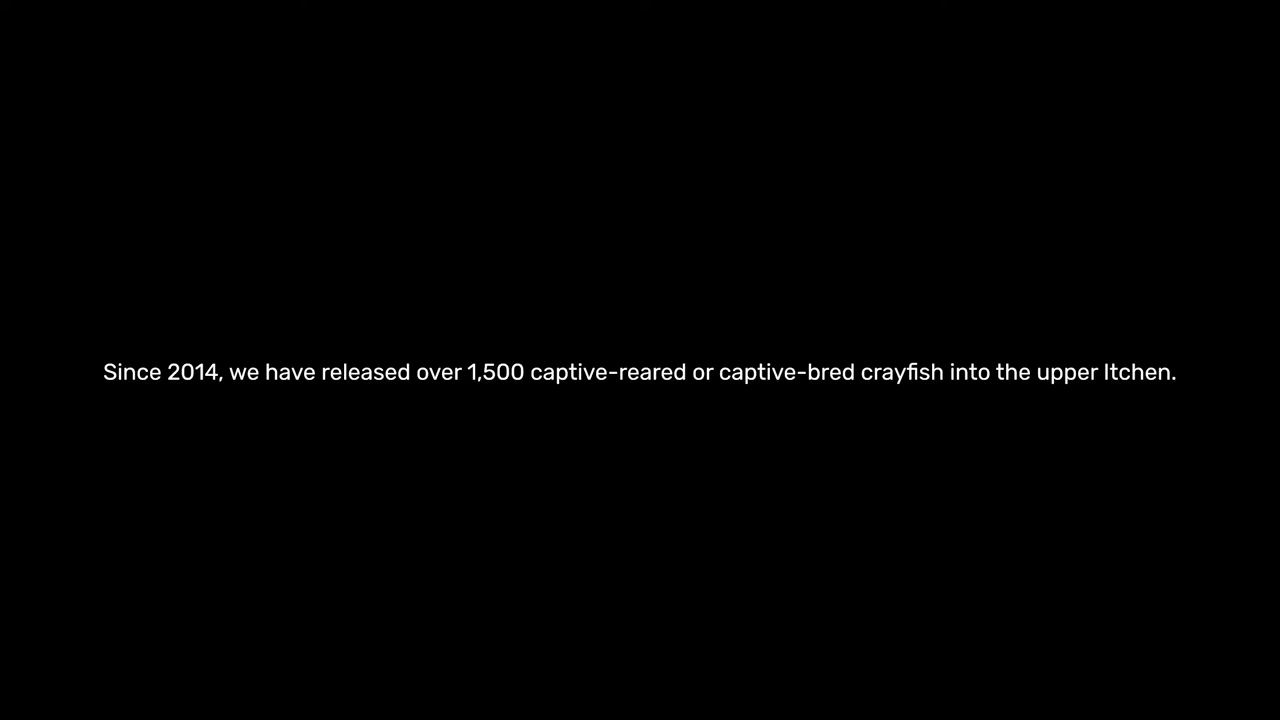 Since 2014, we have released over 1,500 captive-reared or captive-bred crayfish into the upper Itchen.